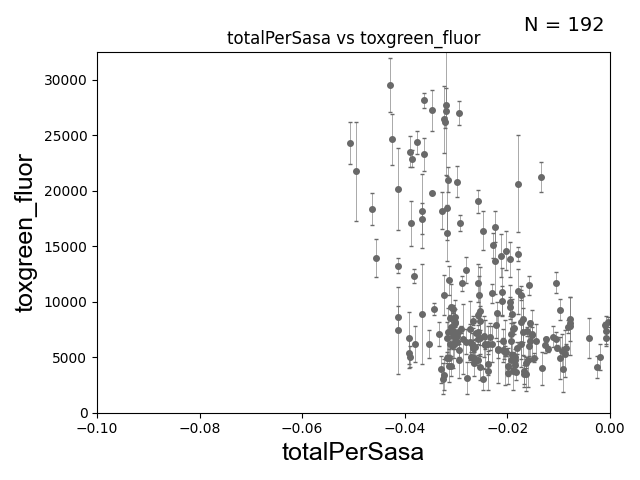 N = 192
totalPerSasa vs toxgreen_fluor
toxgreen_fluor
30000
25000
20000
15000
10000
5000
0
−0.10 −0.08 −0.06 −0.04 −0.02 0.00
totalPerSasa